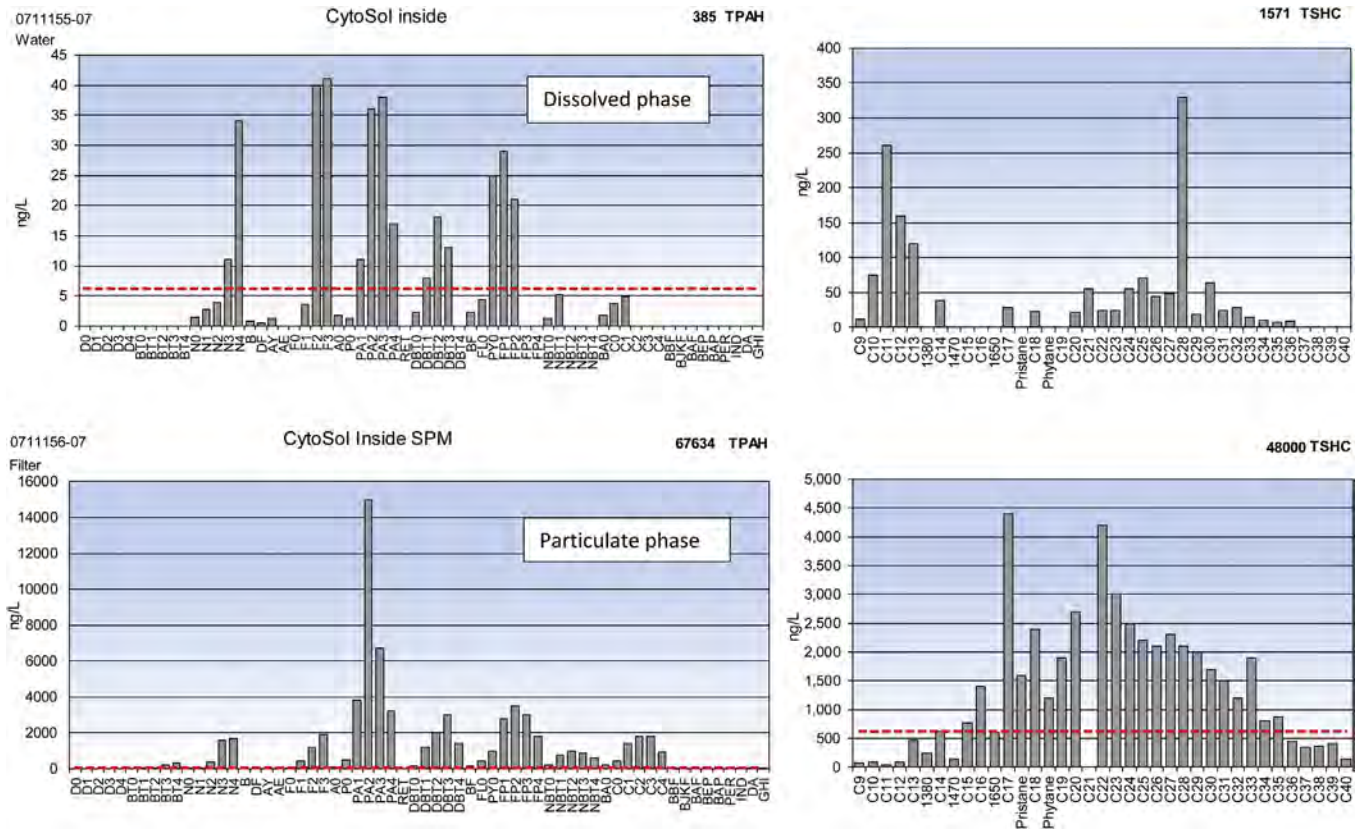 0711155-07
CytoSol inside
385 TPAH
Water
45
40
35
30
25
20
15
10
5
0
ng/L
Dissolved phase
D0
D1
D2
D3
D4
BT0
BT1
BT2
BT3
BT4
N0
N1
N2
N3
N4
B
DF
AY
AE
F0
F1
F2
F3
A0
P0
PA1
PA2
PA3
PA4
RET
DBT0
DBT1
DBT2
DBT3
DBT4
BF
FL0
PY0
FP1
FP2
FP3
FP4
NBT0
NBT1
NBT2
NBT3
NBT4
BA0
C0
C1
C2
C3
C4
BBF
BJKF
BAF
BEP
BAP
PER
IND
DA
GHI
1571 TSHC
400
350
300
250
200
150
100
50
0
ng/L
C9
C10
C11
C12
C13
1380
C14
1470
C15
C16
1650
C17
Pristane
C18
Phytane
C19
C20
C21
C22
C23
C24
C25
C26
C27
C28
C29
C30
C31
C32
C33
C34
C35
C36
C37
C38
C39
C40
0711156-07
CytoSol Inside SPM
67634 TPAH
Filter
16000
14000
12000
10000
8000
6000
4000
2000
0
ng/L
Particulate phase
D0
D1
D2
D3
D4
BT0
BT1
BT2
BT3
BT4
N0
N1
N2
N3
N4
B
DF
AY
AE
F0
F1
F2
F3
A0
P0
PA1
PA2
PA3
PA4
RET
DBT0
DBT1
DBT2
DBT3
DBT4
BF
FL0
PY0
FP1
FP2
FP3
FP4
NBT0
NBT1
NBT2
NBT3
NBT4
BA0
C0
C1
C2
C3
C4
BBF
BJKF
BAF
BEP
BAP
PER
IND
DA
GHI
48000 TSHC
5,000
4,500
4,000
3,500
3,000
2,500
2,000
1,500
1,000
500
0
ng/L
C9
C10
C11
C12
C13
1380
C14
1470
C15
C16
1650
C17
Pristane
C18
Phytane
C19
C20
C21
C22
C23
C24
C25
C26
C27
C28
C29
C30
C31
C32
C33
C34
C35
C36
C37
C38
C39
C40